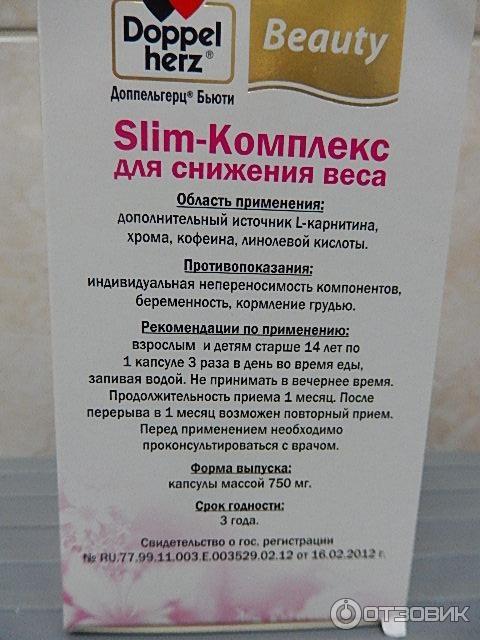 Doppel
herz®
Beauty
Доппельгерц® Бьюти
Slim-Комплекс
для снижения веса
Область применения:
дополнительный источник L-карнитина,
хрома, кофеина, линолевой кислоты.
Противопоказания:
индивидуальная непереносимость компонентов,
беременность, кормление грудью.
Рекомендации по применению:
взрослым и детям старше 14 лет по
1 капсуле 3 раза в день во время еды,
запивая водой. Не принимать в вечернее время.
Продолжительность приема 1 месяц. После
перерыва в 1 месяц возможен повторный прием.
Перед применением необходимо
проконсультироваться с врачом.
Форма выпуска:
капсулы массой 750 мг.
Срок годности:
3 года.
Свидетельство о гос. регистрации
№ RU.77.99.11.003.Е.003529.02.12 от 16.02.2012 г.
ОТЗОВИК